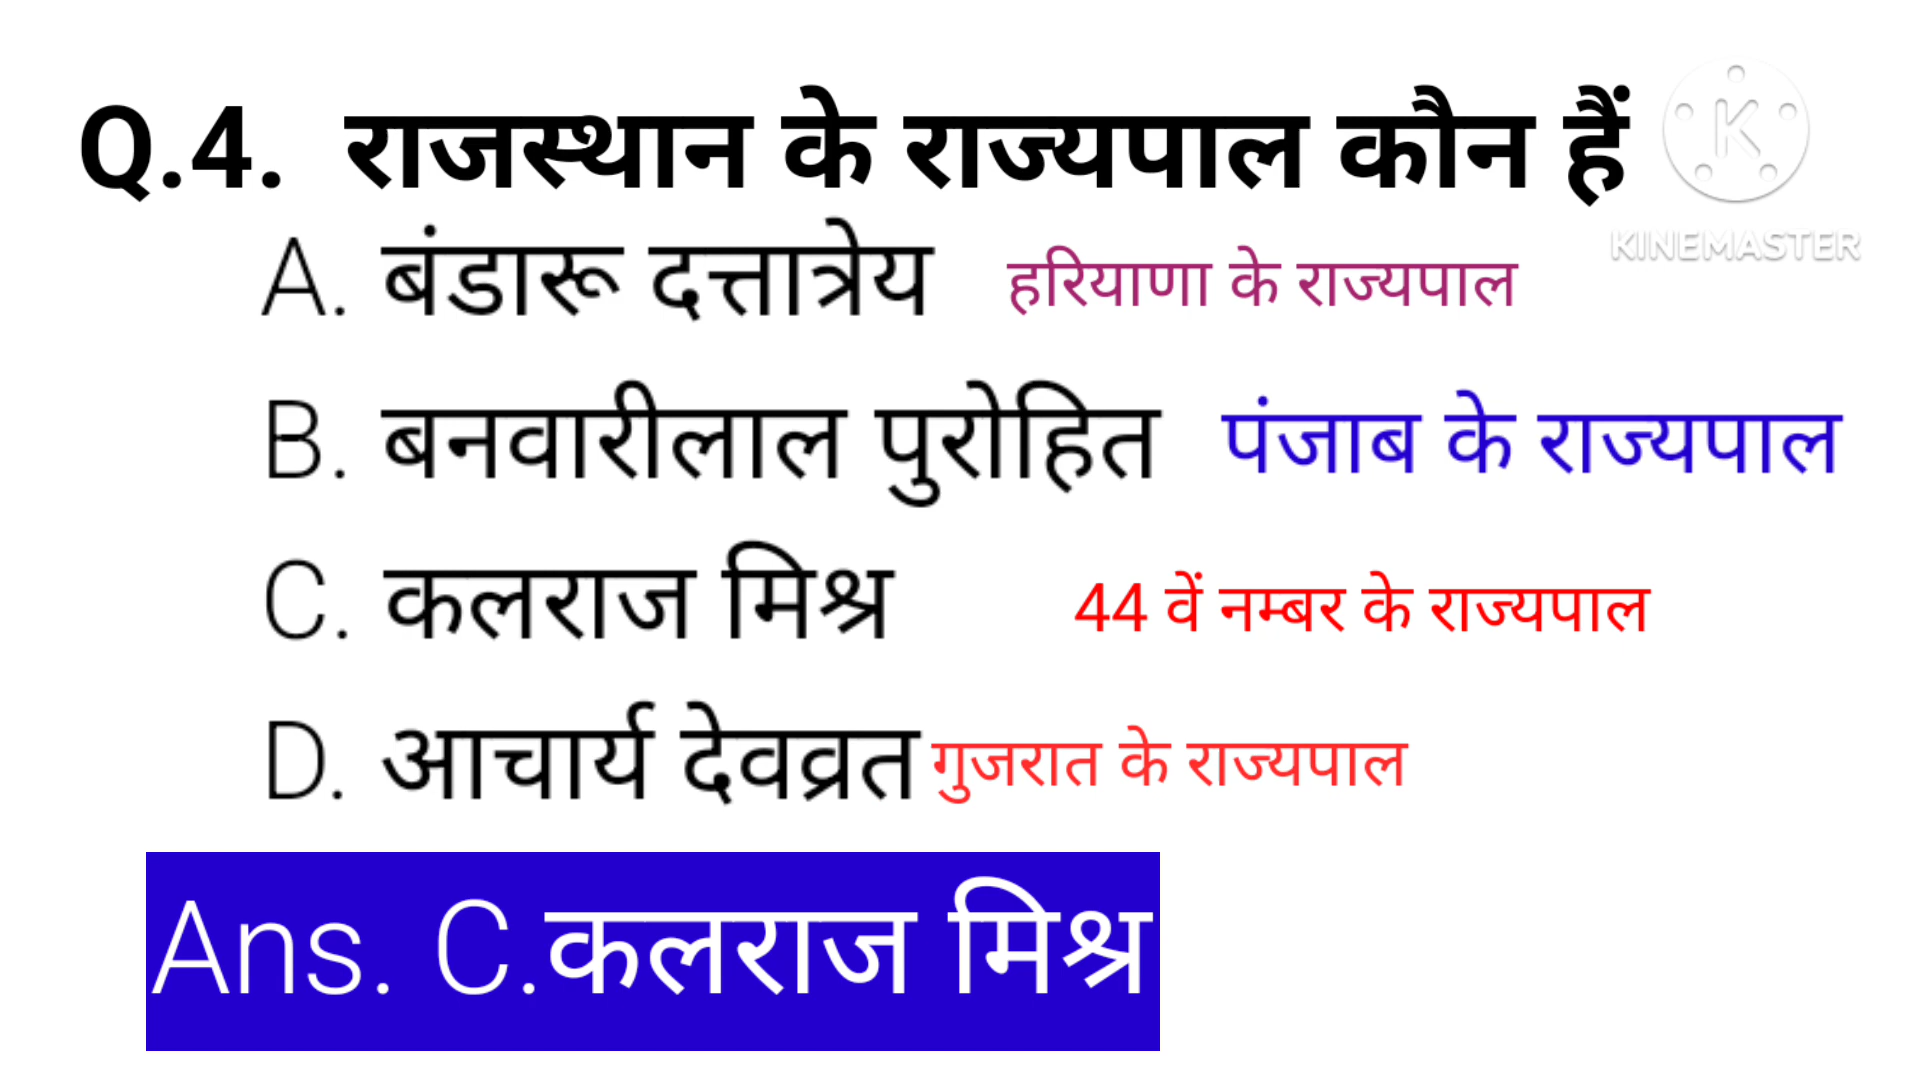 Q.4. राजस्थान के राज्यपाल कौन हैं
KINEMASTER
A. बंडारू दत्तात्रेय हरियाणा के राज्यपाल
B. बनवारीलाल पुरोहित पंजाब के राज्यपाल
C. कलराज मिश्र 44 वें नम्बर के राज्यपाल
D. आचार्य देवव्रत गुजरात के राज्यपाल
Ans. C.कलराज मिश्र